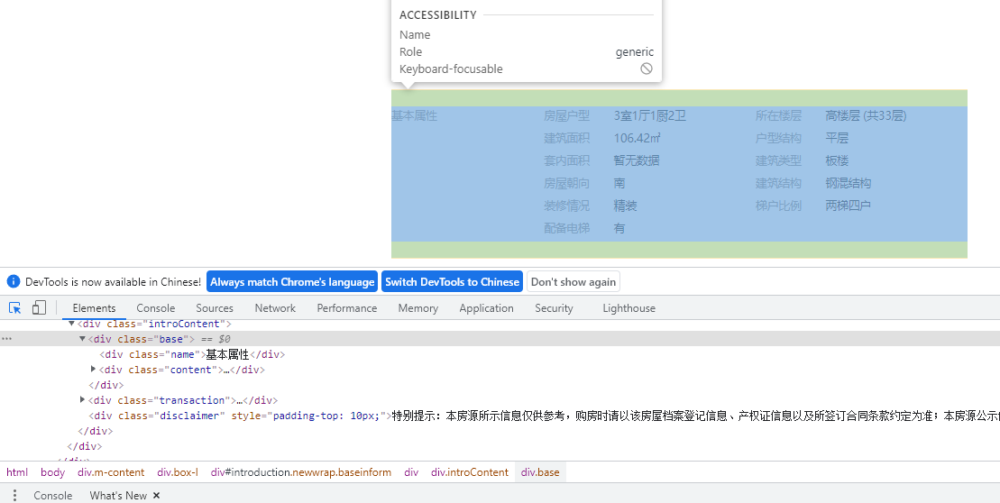 ACCESSIBILITY
Name
Role generic
Keyboard-focusable
基本属性 房屋户型 3室1厅1厨2卫 所在楼层 高楼层 (共33层)
建筑面积 106.42㎡ 户型结构 平层
套内面积 暂无数据 建筑类型 板楼
房屋朝向 南 建筑结构 钢混结构
装修情况 精装 梯户比例 两梯四户
配备电梯 有
DevTools is now available in Chinese! Always match Chrome's language Switch DevTools to Chinese Don't show again
Elements Console Sources Network Performance Memory Application Security Lighthouse
<div class="introContent">
… <div class="base"> == $0
<div class="name">基本属性</div>
<div class="content">…</div>
</div>
<div class="transaction">…</div>
<div class="disclaimer" style="padding-top: 10px;">特别提示：本房源所示信息仅供参考，购房时请以该房屋档案登记信息、产权证信息以及所签订合同条款约定为准；本房源公示
</div>
</div>
</div>
html body div.m-content div.box-l div#introduction.newwrap.baseinform div div.introContent div.base
Console What's New ×